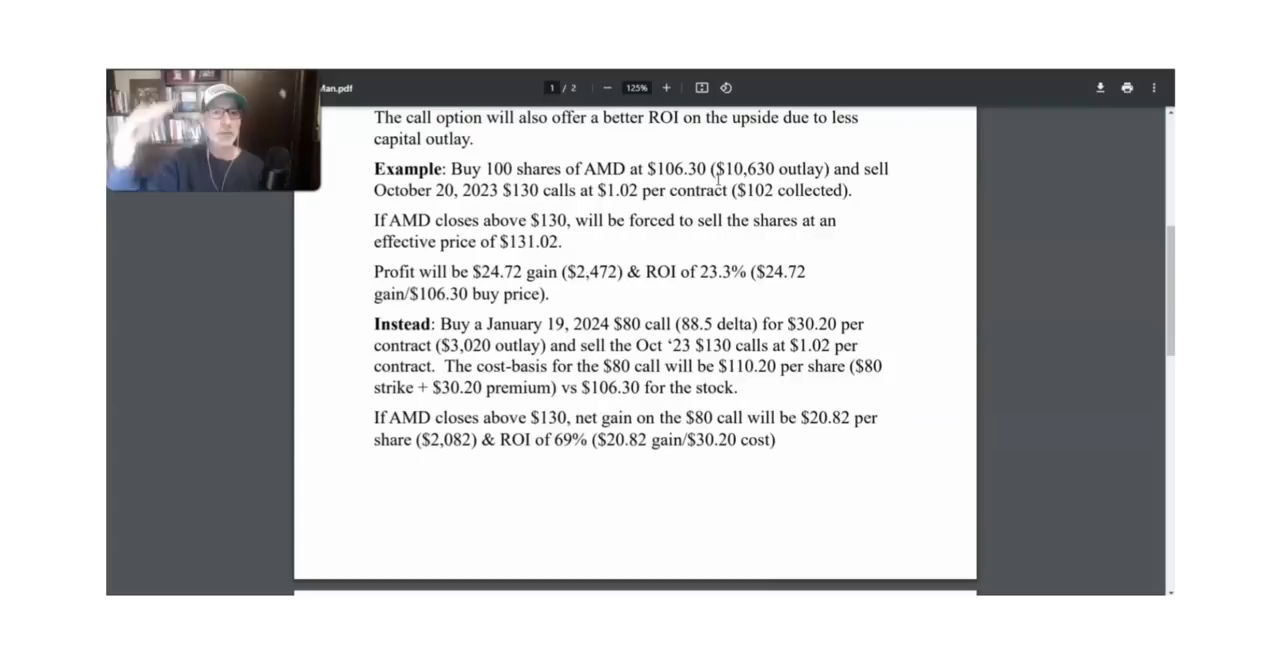 Man.pdf
1 / 2
125%
The call option will also offer a better ROI on the upside due to less
capital outlay.
Example: Buy 100 shares of AMD at $106.30 ($10,630 outlay) and sell
October 20, 2023 $130 calls at $1.02 per contract ($102 collected).
If AMD closes above $130, will be forced to sell the shares at an
effective price of $131.02.
Profit will be $24.72 gain ($2,472) & ROI of 23.3% ($24.72
gain/$106.30 buy price).
Instead: Buy a January 19, 2024 $80 call (88.5 delta) for $30.20 per
contract ($3,020 outlay) and sell the Oct ‘23 $130 calls at $1.02 per
contract. The cost-basis for the $80 call will be $110.20 per share ($80
strike + $30.20 premium) vs $106.30 for the stock.
If AMD closes above $130, net gain on the $80 call will be $20.82 per
share ($2,082) & ROI of 69% ($20.82 gain/$30.20 cost)